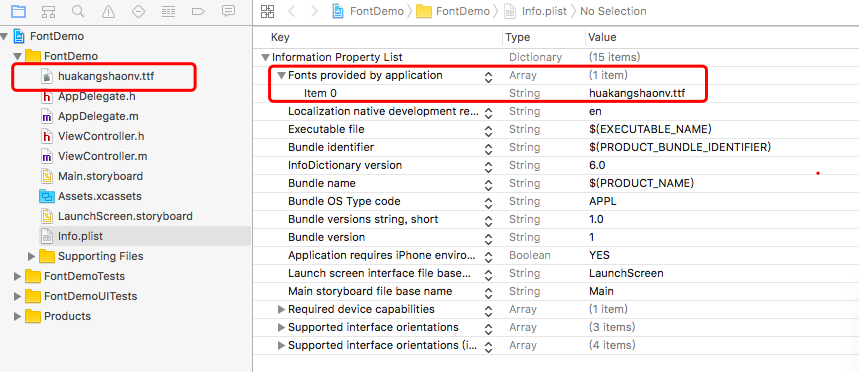 FontDemo FontDemo Info.plist No Selection
FontDemo
FontDemo
huakangshaonv.ttf
AppDelegate.h
AppDelegate.m
ViewController.h
ViewController.m
Main.storyboard
Assets.xcassets
LaunchScreen.storyboard
Info.plist
Supporting Files
FontDemoTests
FontDemoUITests
Products
Key Type Value
Information Property List Dictionary (15 items)
Fonts provided by application Array (1 item)
Item 0 String huakangshaonv.ttf
Localization native development re... String en
Executable file String $(EXECUTABLE_NAME)
Bundle identifier String $(PRODUCT_BUNDLE_IDENTIFIER)
InfoDictionary version String 6.0
Bundle name String $(PRODUCT_NAME)
Bundle OS Type code String APPL
Bundle versions string, short String 1.0
Bundle version String 1
Application requires iPhone enviro... Boolean YES
Launch screen interface file base... String LaunchScreen
Main storyboard file base name String Main
Required device capabilities Array (1 item)
Supported interface orientations Array (3 items)
Supported interface orientations (i... Array (4 items)